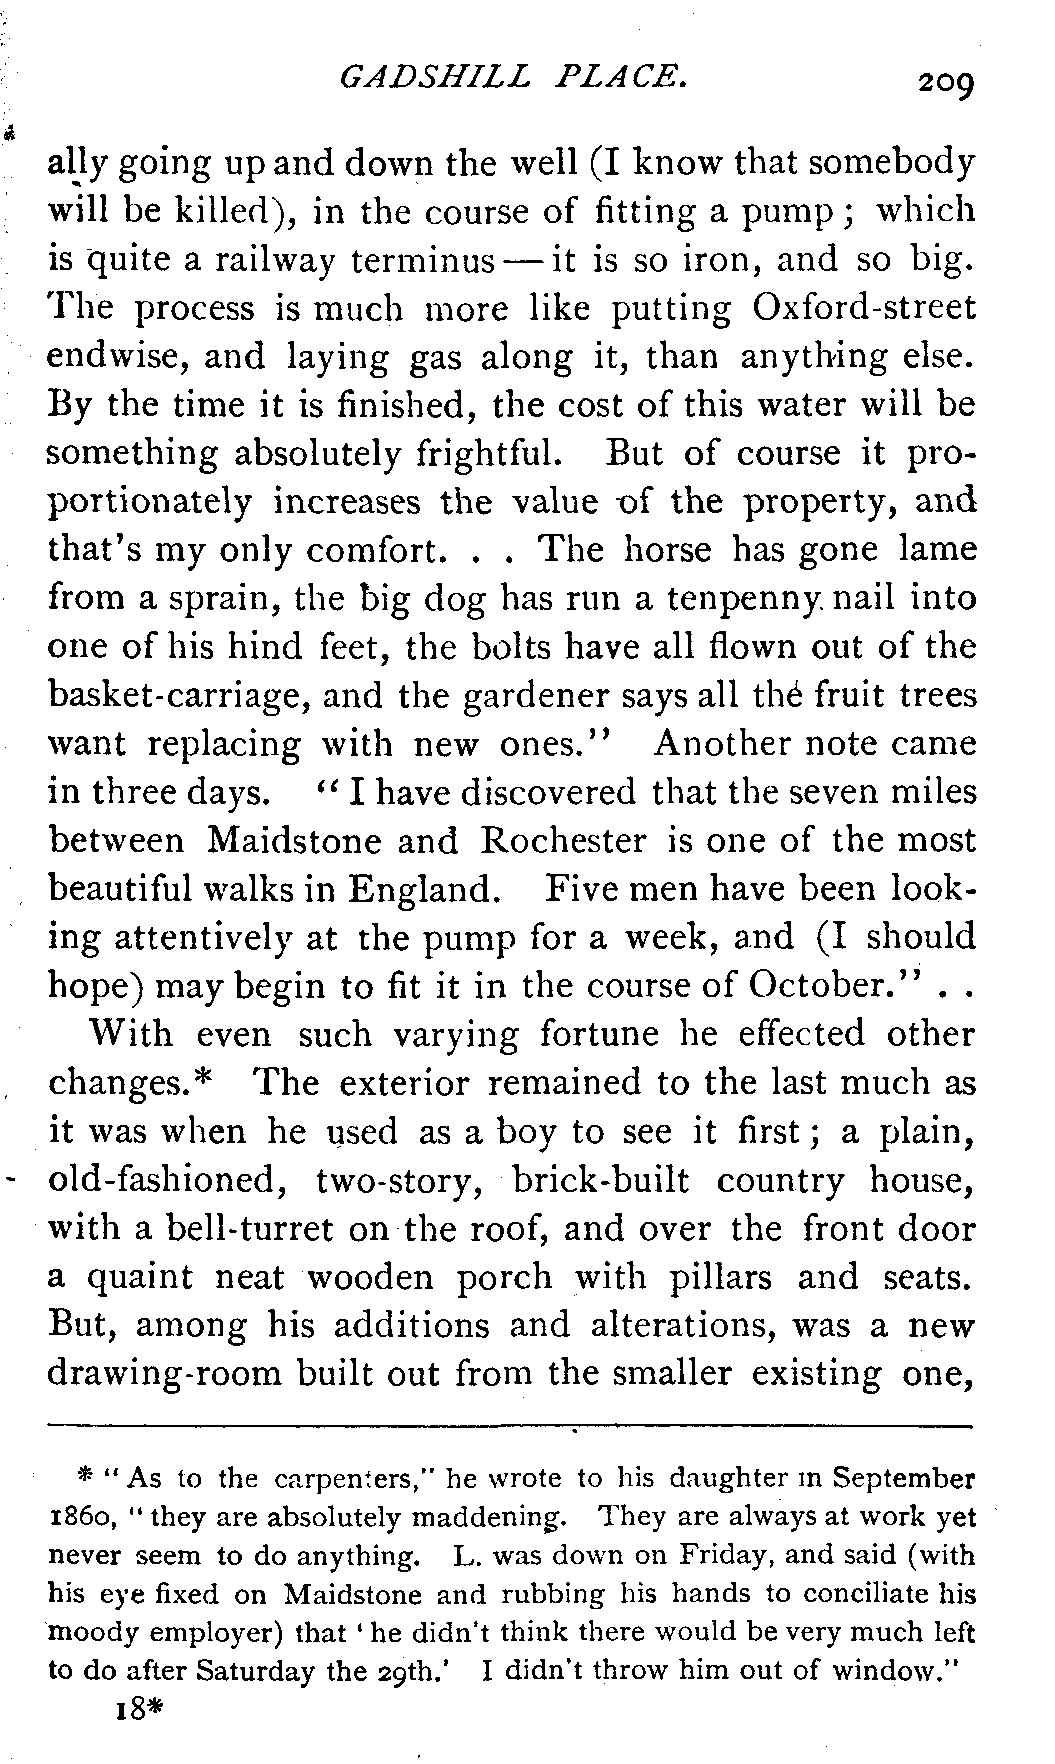 GADSHILL PLACE. 209
ally going up and down the well (I know that somebody
will be killed), in the course of fitting a pump; which
is quite a railway terminus — it is so iron, and so big.
The process is much more like putting Oxford-street
endwise, and laying gas along it, than anything else.
By the time it is finished, the cost of this water will be
something absolutely frightful. But of course it pro-
portionately increases the value of the property, and
that's my only comfort. . . The horse has gone lame
from a sprain, the big dog has run a tenpenny nail into
one of his hind feet, the bolts have all flown out of the
basket-carriage, and the gardener says all the fruit trees
want replacing with new ones." Another note came
in three days. "I have discovered that the seven miles
between Maidstone and Rochester is one of the most
beautiful walks in England. Five men have been look-
ing attentively at the pump for a week, and (I should
hope) may begin to fit it in the course of October." . .
With even such varying fortune he effected other
changes.* The exterior remained to the last much as
it was when he used as a boy to see it first; a plain,
old-fashioned, two-story, brick-built country house,
with a bell-turret on the roof, and over the front door
a quaint neat wooden porch with pillars and seats.
But, among his additions and alterations, was a new
drawing-room built out from the smaller existing one,
* "As to the carpenters," he wrote to his daughter in September
1860, "they are absolutely maddening. They are always at work yet
never seem to do anything. L. was down on Friday, and said (with
his eye fixed on Maidstone and rubbing his hands to conciliate his
moody employer) that 'he didn't think there would be very much left
to do after Saturday the 29th.' I didn't throw him out of window."
18*